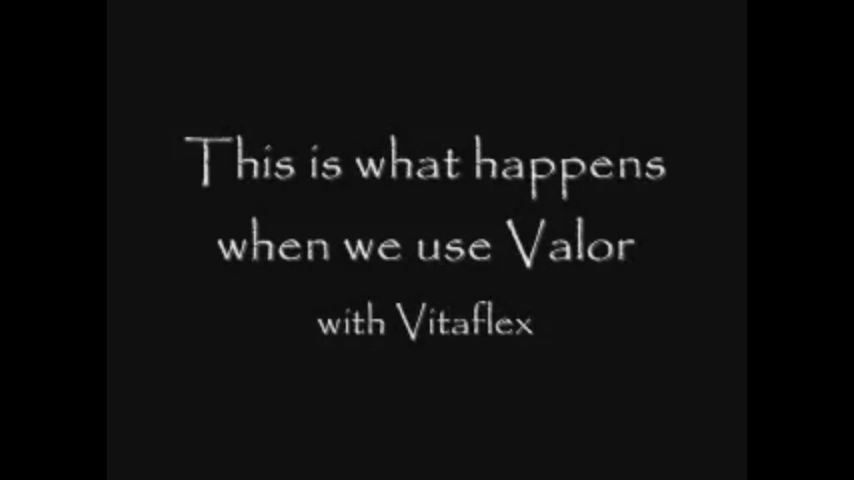 This is what happens
when we use Valor
with Vitaflex